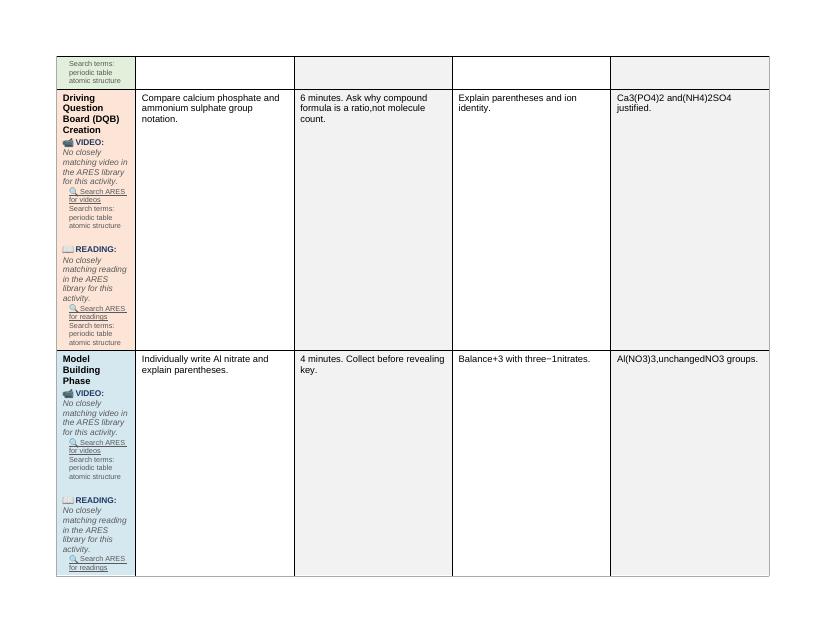 Search terms:
periodic table
atomic structure
Driving
Question
Board (DQB)
Creation
📹 VIDEO:
No closely
matching video in
the ARES library
for this activity.
🔍 Search ARES
for videos
Search terms:
periodic table
atomic structure
📖 READING:
No closely
matching reading
in the ARES
library for this
activity.
🔍 Search ARES
for readings
Search terms:
periodic table
atomic structure
Compare calcium phosphate and
ammonium sulphate group
notation.
6 minutes. Ask why compound
formula is a ratio,not molecule
count.
Explain parentheses and ion
identity.
Ca3(PO4)2 and(NH4)2SO4
justified.
Model
Building
Phase
📹 VIDEO:
No closely
matching video in
the ARES library
for this activity.
🔍 Search ARES
for videos
Search terms:
periodic table
atomic structure
📖 READING:
No closely
matching reading
in the ARES
library for this
activity.
🔍 Search ARES
for readings
Individually write Al nitrate and
explain parentheses.
4 minutes. Collect before revealing
key.
Balance+3 with three−1nitrates.
Al(NO3)3,unchangedNO3 groups.